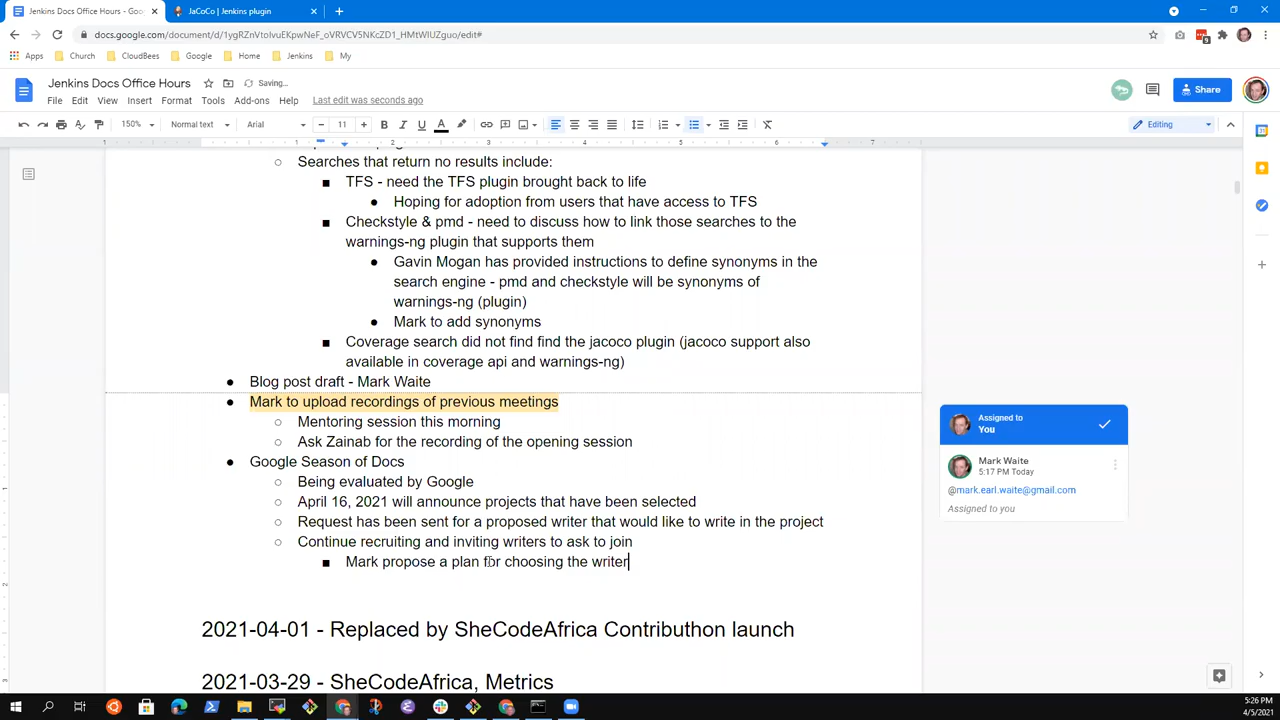 Jenkins Docs Office Hours - Goo
JaCoCo | Jenkins plugin
docs.google.com/document/d/1ygRZnVtoIvuEKpwNeF_oVRVCV5NKcZD1_HMtWIUZguo/edit#
Apps Church CloudBees Google Home Jenkins My
Jenkins Docs Office Hours
Saving...
File Edit View Insert Format Tools Add-ons Help Last edit was seconds ago
Share
150% Normal text Arial 11 Editing
1 1 2 3 4 5 6 7
Searches that return no results include:
TFS - need the TFS plugin brought back to life
Hoping for adoption from users that have access to TFS
Checkstyle & pmd - need to discuss how to link those searches to the
warnings-ng plugin that supports them
Gavin Mogan has provided instructions to define synonyms in the
search engine - pmd and checkstyle will be synonyms of
warnings-ng (plugin)
Mark to add synonyms
Coverage search did not find find the jacoco plugin (jacoco support also
available in coverage api and warnings-ng)
Blog post draft - Mark Waite
Mark to upload recordings of previous meetings
Mentoring session this morning
Ask Zainab for the recording of the opening session
Google Season of Docs
Being evaluated by Google
April 16, 2021 will announce projects that have been selected
Request has been sent for a proposed writer that would like to write in the project
Continue recruiting and inviting writers to ask to join
Mark propose a plan for choosing the writer
2021-04-01 - Replaced by SheCodeAfrica Contributhon launch
2021-03-29 - SheCodeAfrica, Metrics
Assigned to
You
Mark Waite
5:17 PM Today
@mark.earl.waite@gmail.com
Assigned to you
5:26 PM
4/5/2021